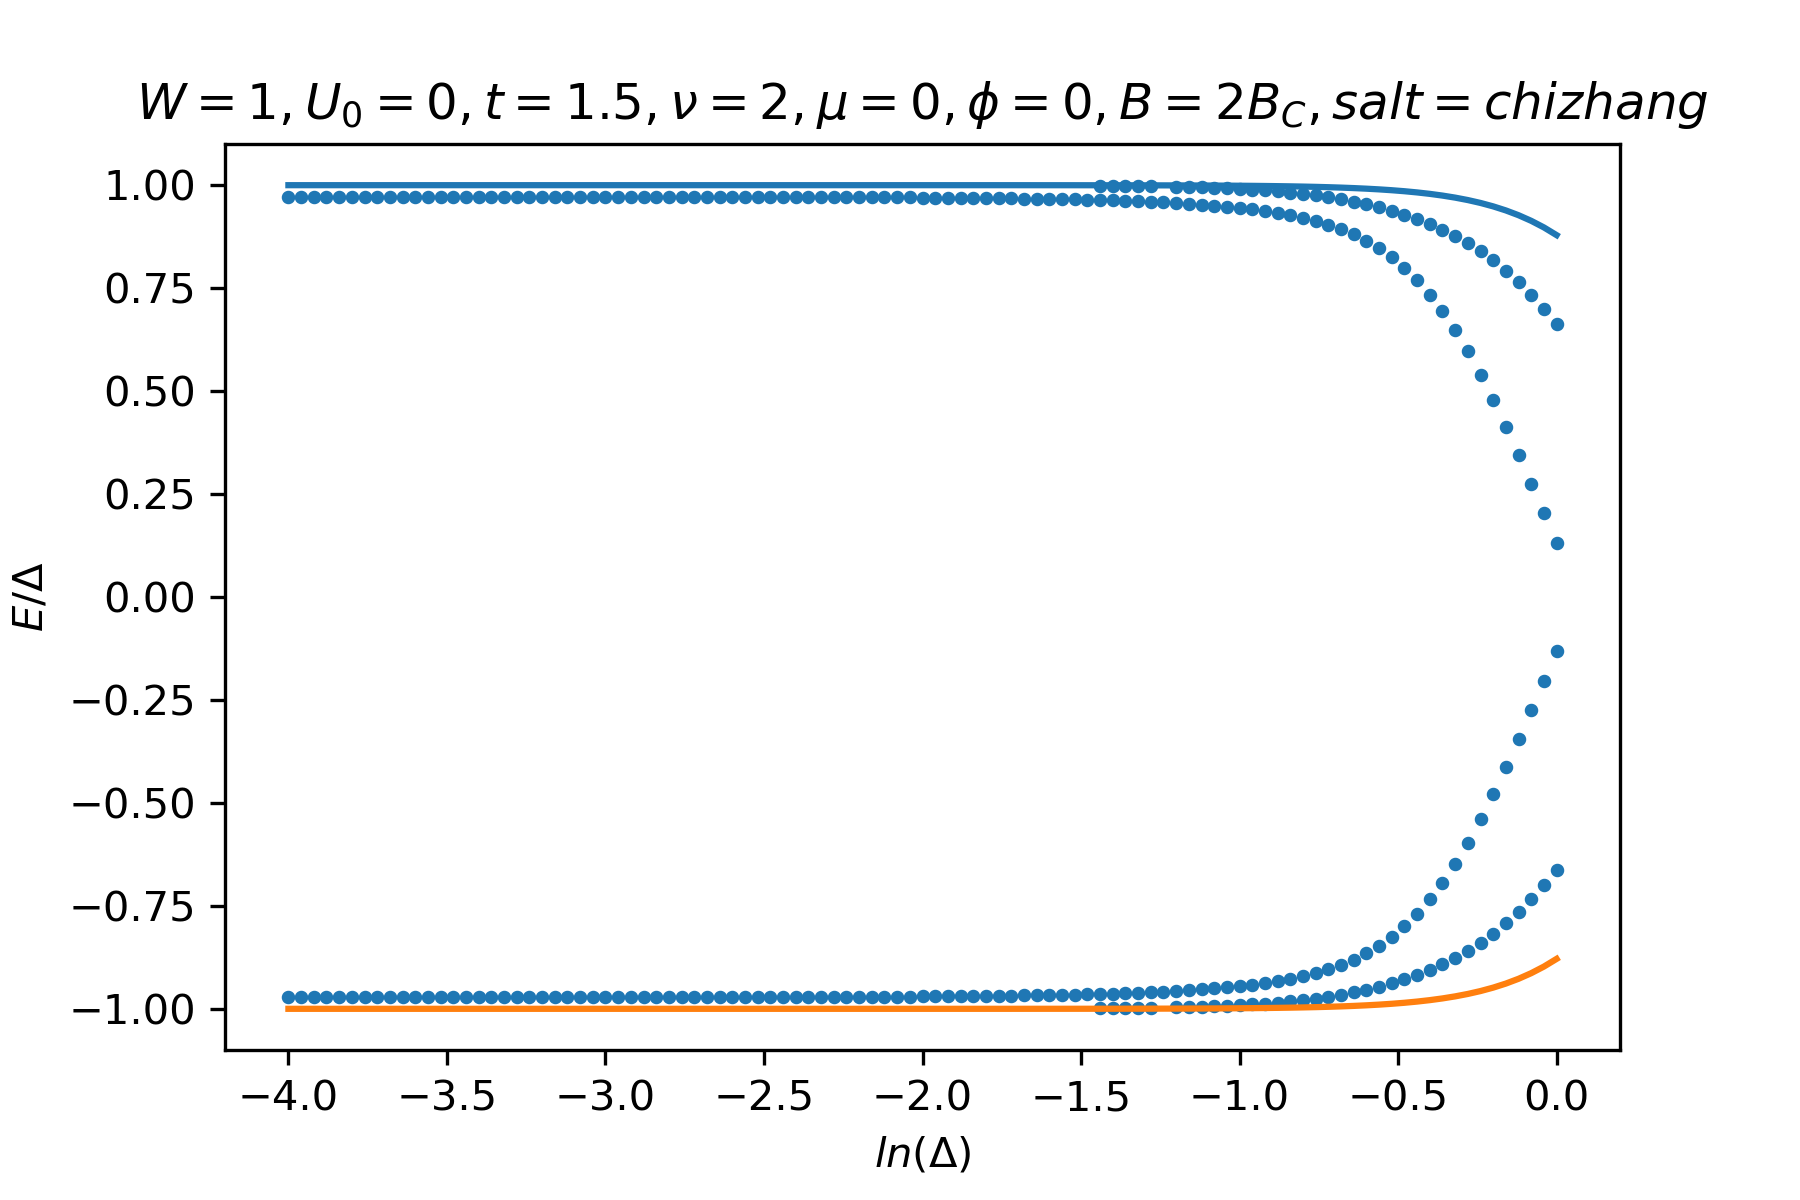 W = 1, U₀ = 0, t = 1.5, ν = 2, μ = 0, ϕ = 0, B = 2B_C, salt = chizhang
1.00
0.75
0.50
0.25
0.00
−0.25
−0.50
−0.75
−1.00
E/Δ
−4.0 −3.5 −3.0 −2.5 −2.0 −1.5 −1.0 −0.5 0.0
ln(Δ)